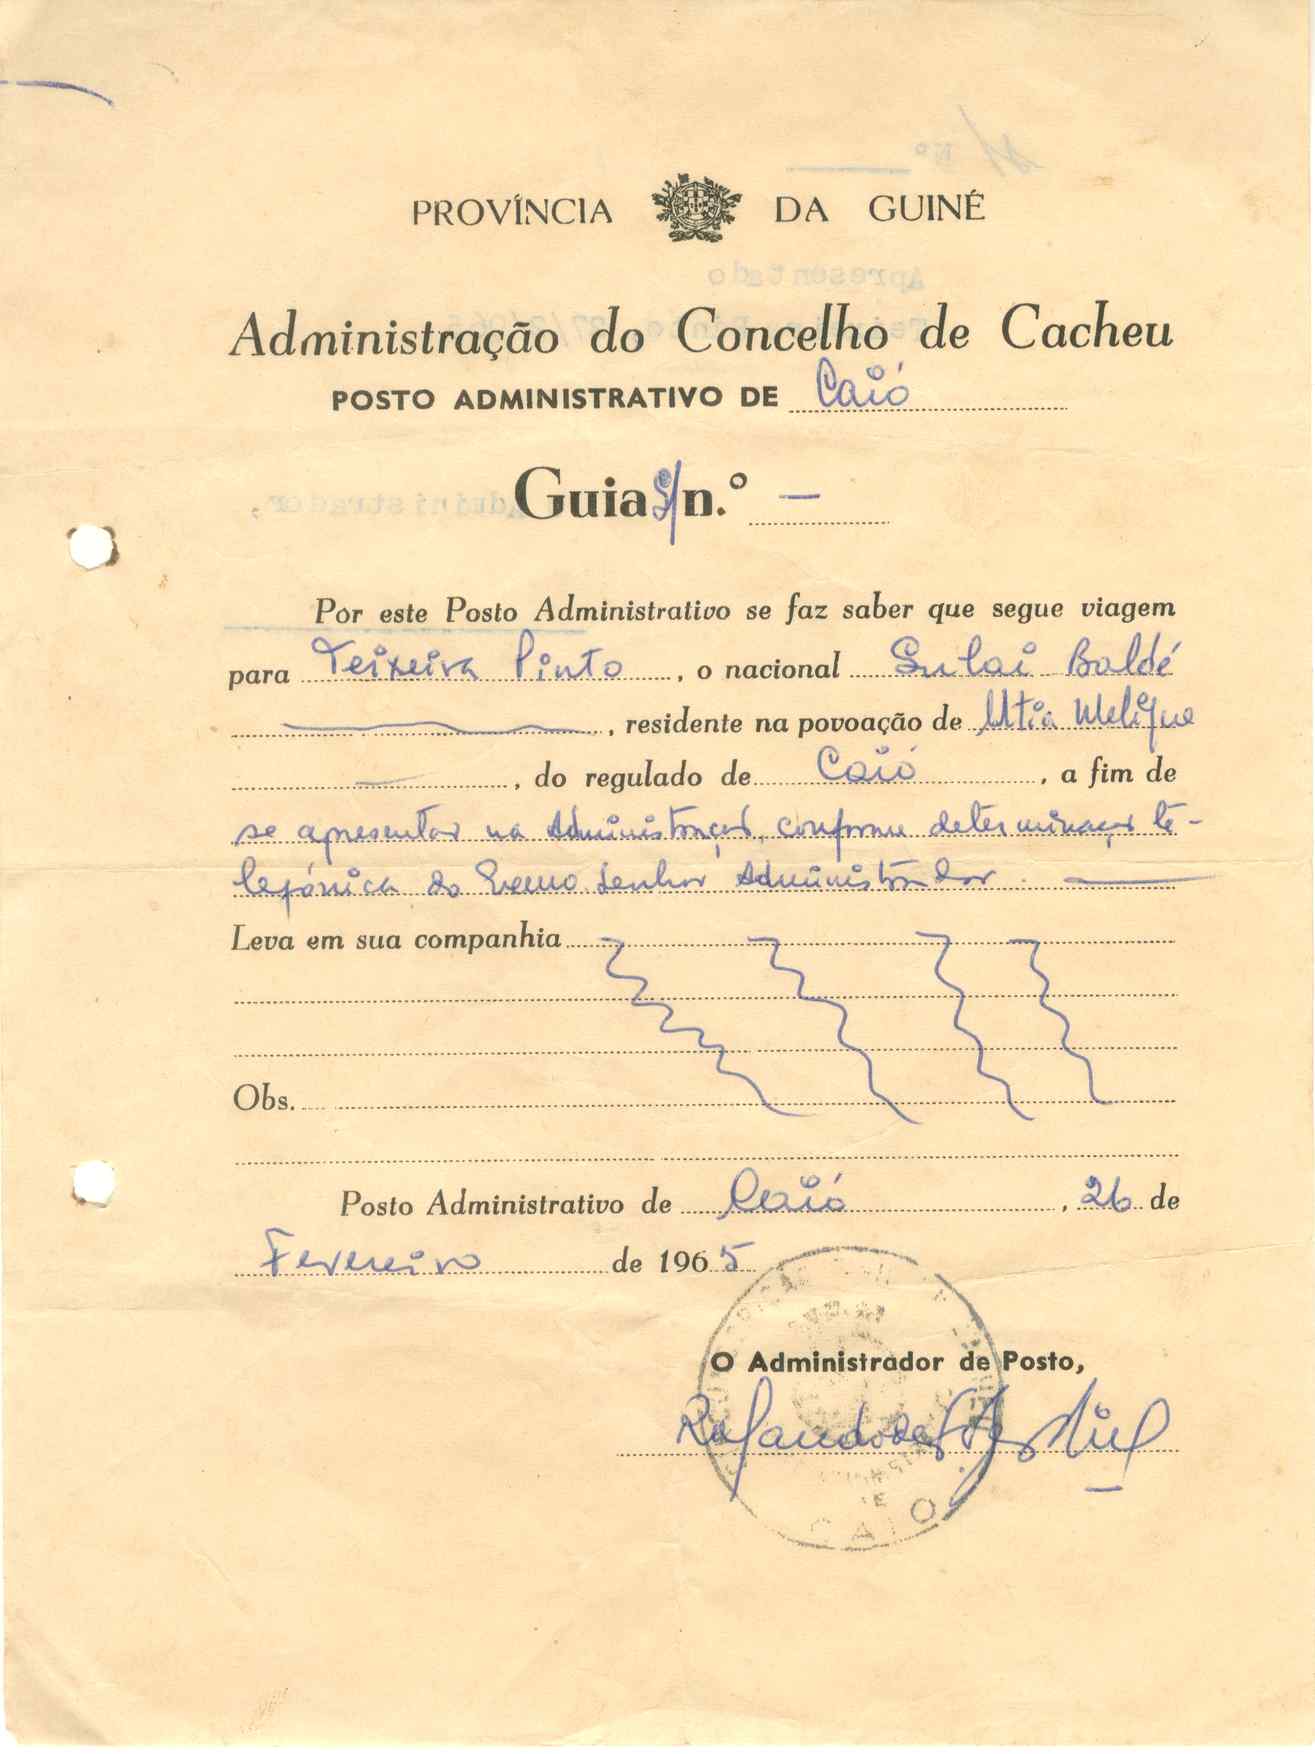 PROVÍNCIA DA GUINÉ
Administração do Concelho de Cacheu
POSTO ADMINISTRATIVO DE Caió
Guia S/ n.º —
Por este Posto Administrativo se faz saber que segue viagem
para Teixeira Pinto, o nacional Sulai Baldé
, residente na povoação de Utia
, do regulado de Caió, a fim de
se apresentar na Administração, conforme determinação te-
lefónica do Exmo. Senhor Administrador.
Leva em sua companhia
Obs.
Posto Administrativo de Caió, 26 de
Fevereiro de 1965
O Administrador de Posto,
CAIÓ